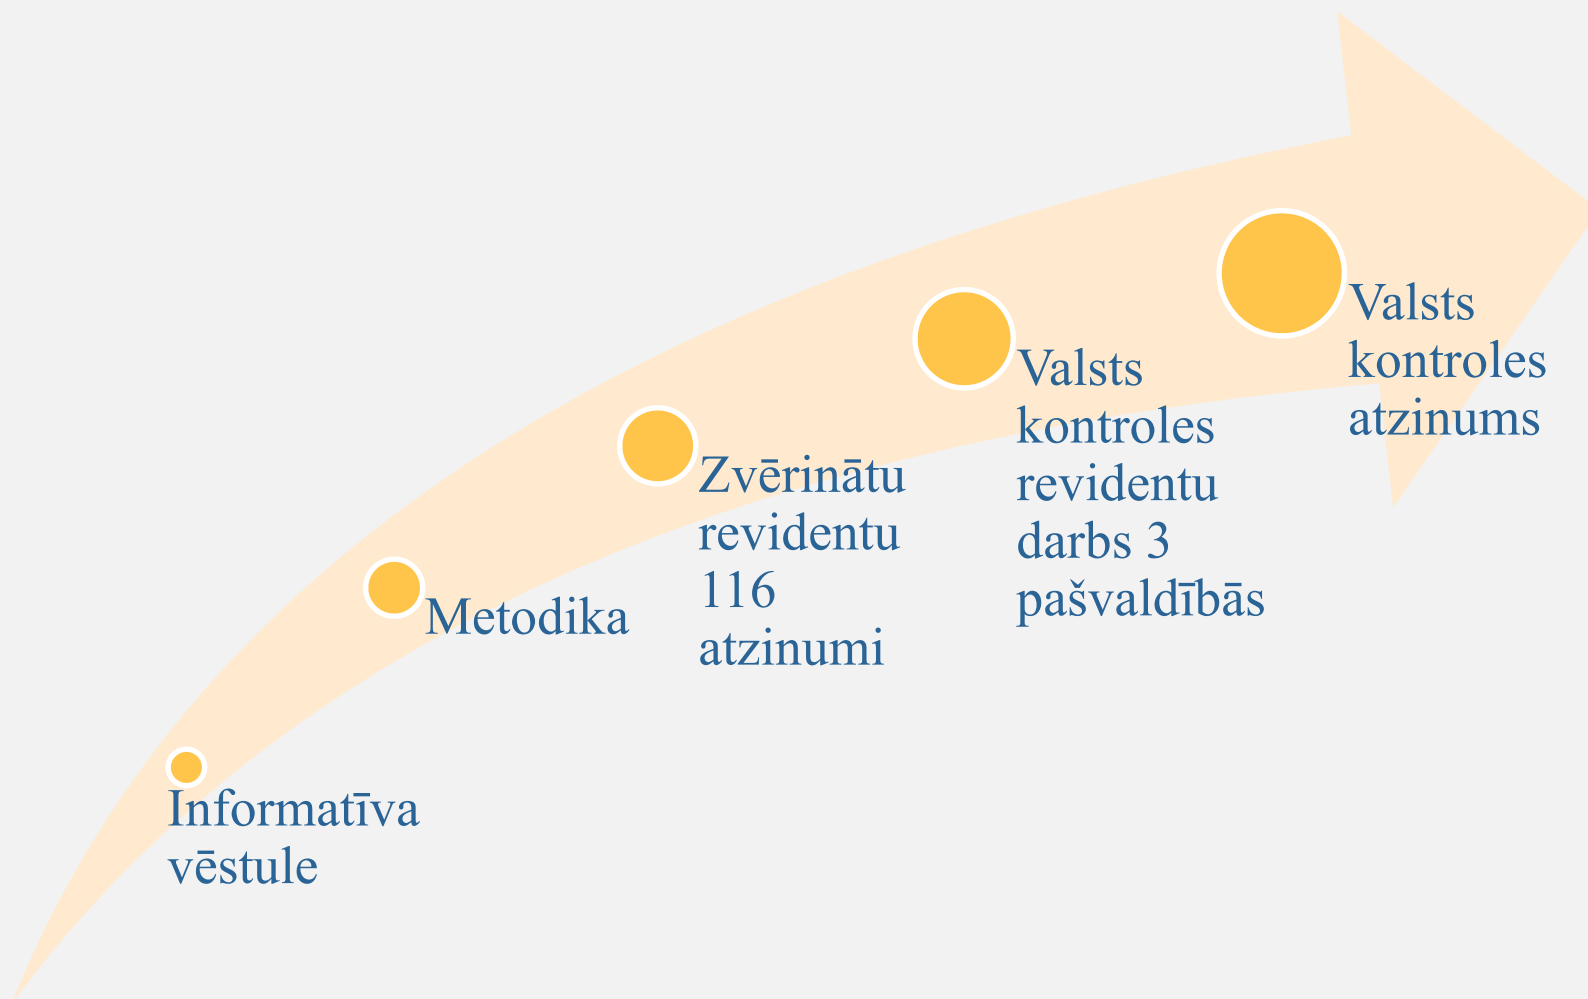 Informatīva
vēstule
Metodika
Zvērinātu
revidentu
116
atzinumi
Valsts
kontroles
revidentu
darbs 3
pašvaldībās
Valsts
kontroles
atzinums